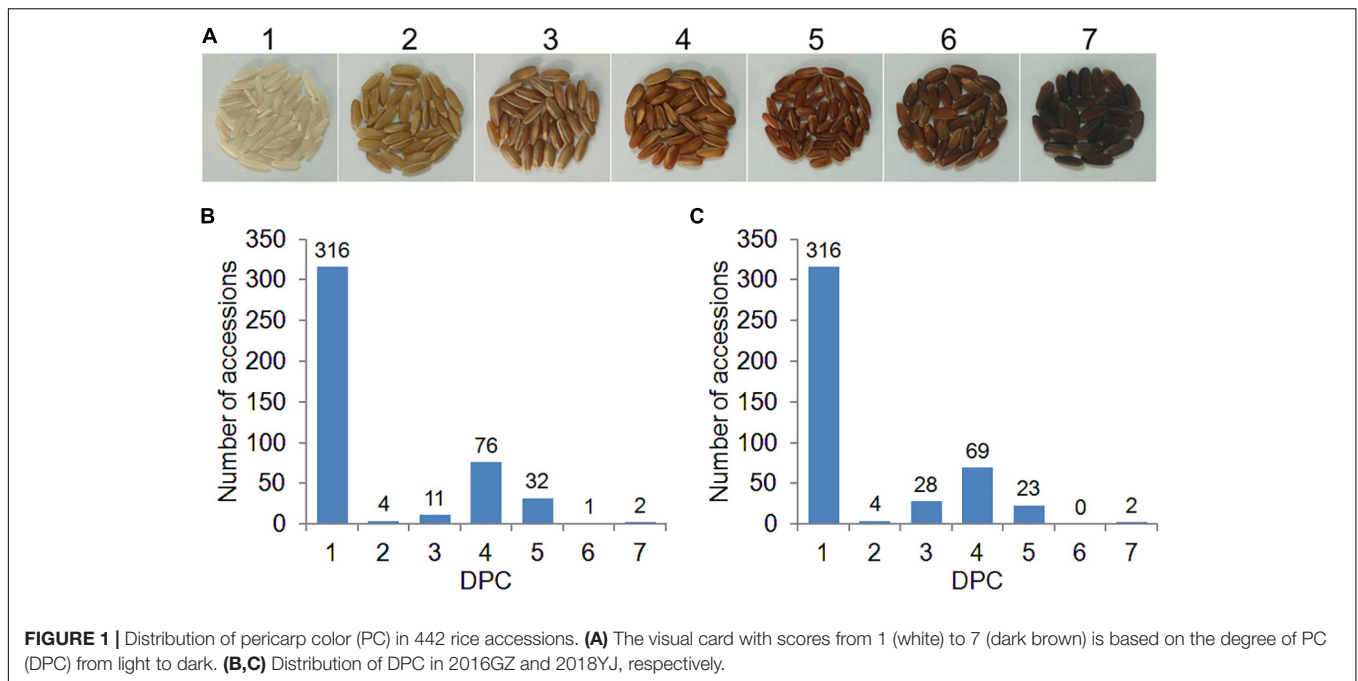 A
1 2 3 4 5 6 7
B
Number of accessions
350
300
250
200
150
100
50
0
316
4
11
76
32
1
2
1 2 3 4 5 6 7
DPC
C
Number of accessions
350
300
250
200
150
100
50
0
316
4
28
69
23
0
2
1 2 3 4 5 6 7
DPC
FIGURE 1 | Distribution of pericarp color (PC) in 442 rice accessions. (A) The visual card with scores from 1 (white) to 7 (dark brown) is based on the degree of PC
(DPC) from light to dark. (B,C) Distribution of DPC in 2016GZ and 2018YJ, respectively.